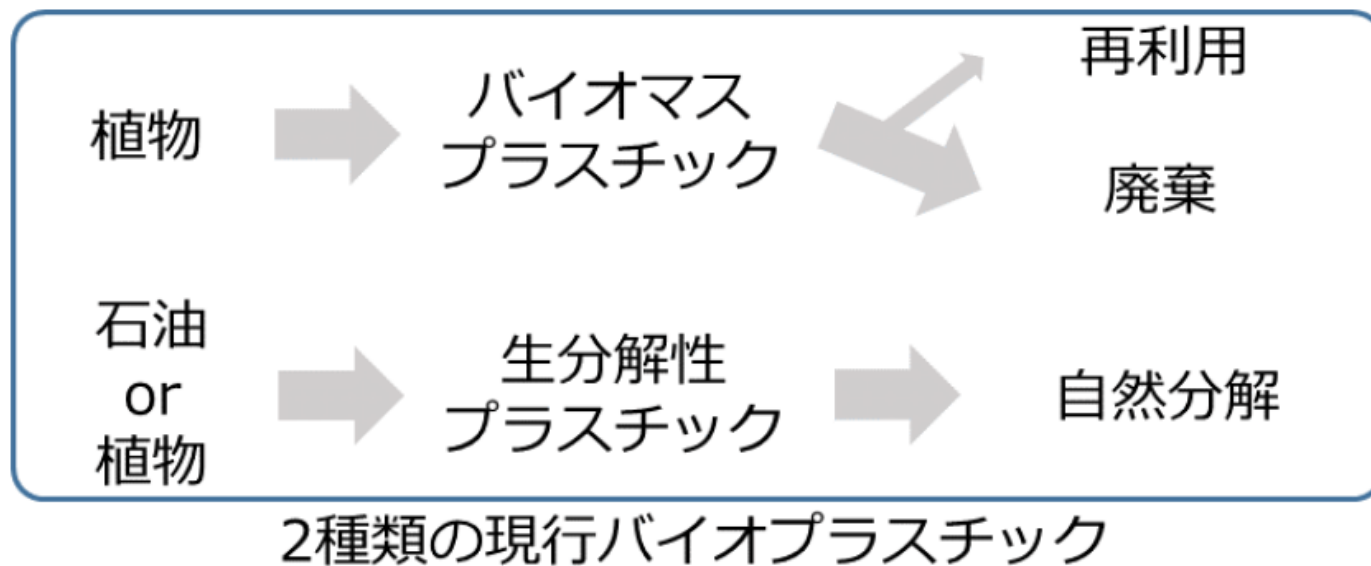 植物
バイオマス
プラスチック
再利用
廃棄
石油
or
植物
生分解性
プラスチック
自然分解
2種類の現行バイオプラスチック